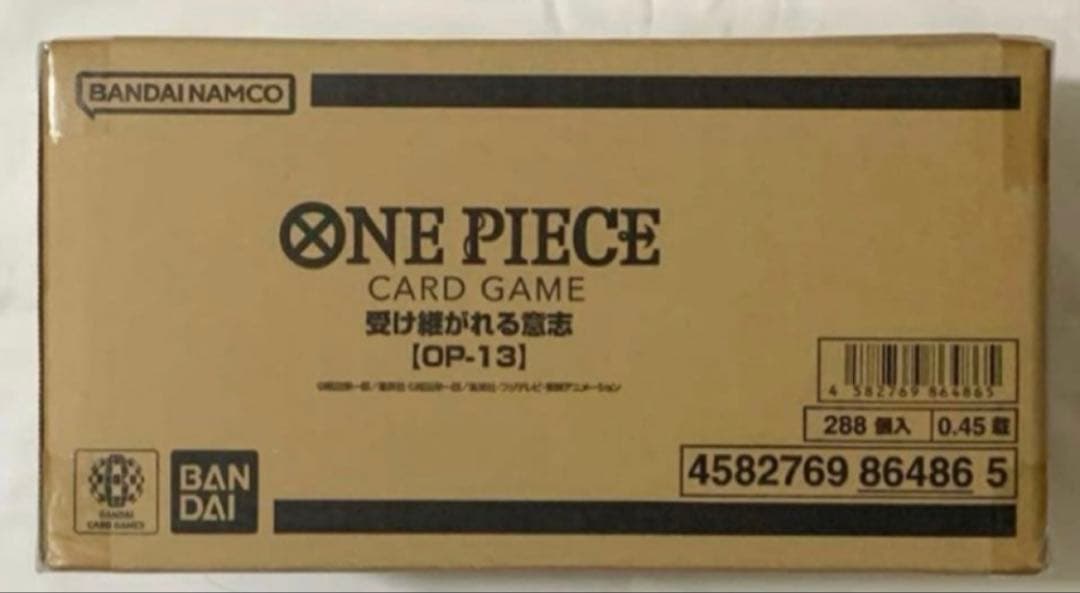 BANDAI NAMCO
ONE PIECE
CARD GAME
受け継がれる意志
【OP-13】
4 582769 864865
288 個入
0.45 才
4582769 86486 5
BANDAI
CARD GAMES
BAN
DAI